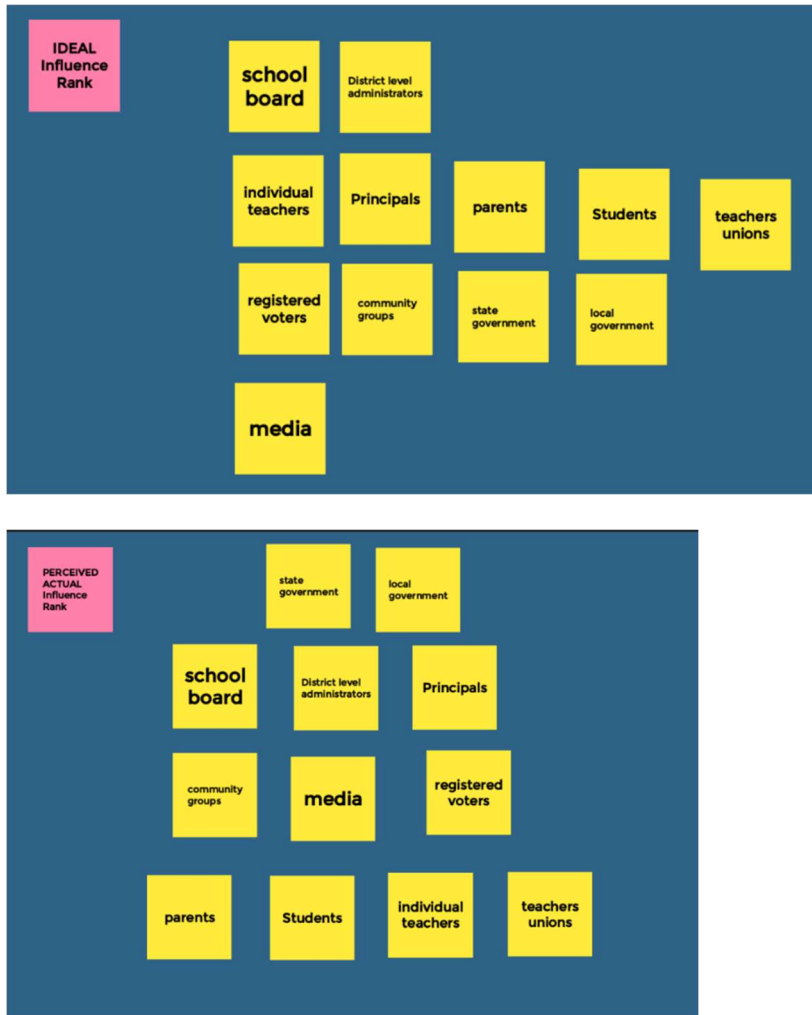 IDEAL
Influence
Rank
school
board
District level
administrators
individual
teachers
Principals
parents
Students
teachers
unions
registered
voters
community
groups
state
government
local
government
media
PERCEIVED
ACTUAL
Influence
Rank
state
government
local
government
school
board
District level
administrators
Principals
community
groups
media
registered
voters
parents
Students
individual
teachers
teachers
unions